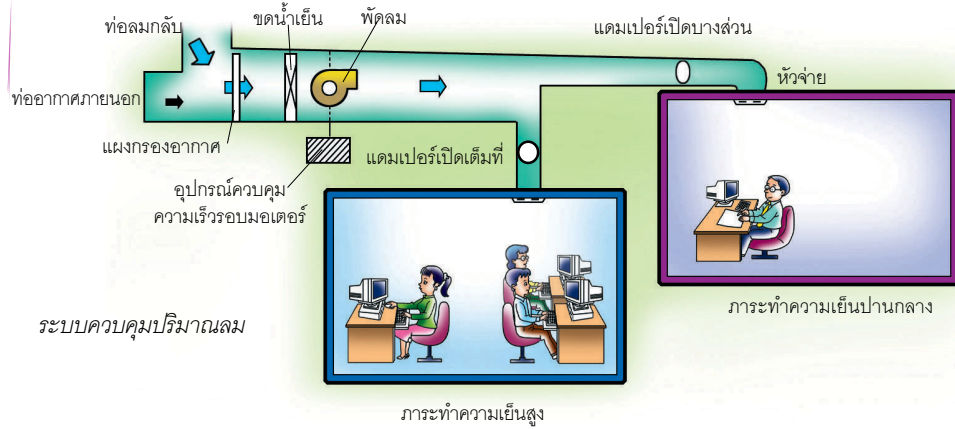 ท่อลมกลับ
ขดน้ำเย็น
พัดลม
แดมเปอร์เปิดบางส่วน
หัวจ่าย
ท่ออากาศภายนอก
แผงกรองอากาศ
แดมเปอร์เปิดเต็มที่
อุปกรณ์ควบคุม
ความเร็วรอบมอเตอร์
ภาระทำความเย็นปานกลาง
ระบบควบคุมปริมาณลม
ภาระทำความเย็นสูง